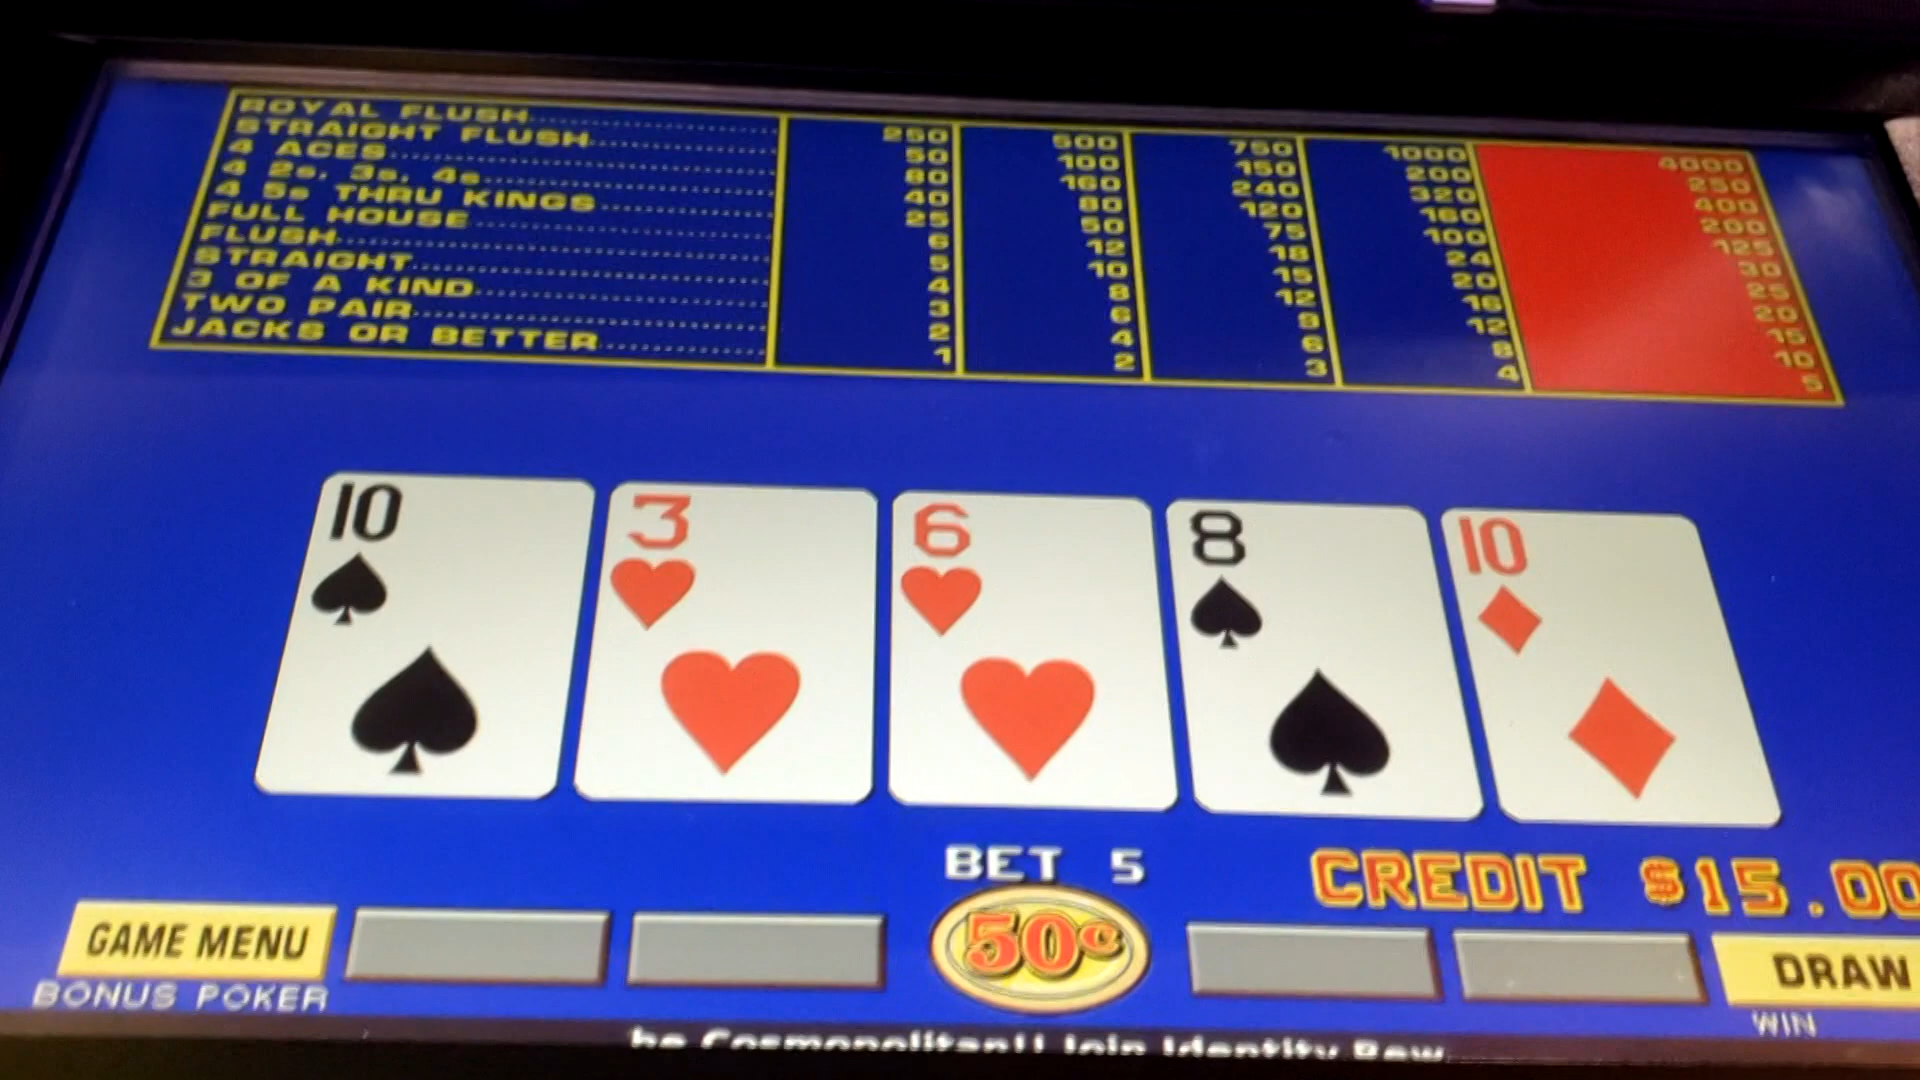 ROYAL FLUSH 250 500 750 1000 4000
STRAIGHT FLUSH 50 100 150 200 250
4 ACES 80 160 240 320 400
4 2s, 3s, 4s 40 80 120 160 200
4 5s THRU KINGS 25 50 75 100 125
FULL HOUSE 6 12 18 24 30
FLUSH 5 10 15 20 25
STRAIGHT 4 8 12 16 20
3 OF A KIND 3 6 9 12 15
TWO PAIR 2 4 6 8 10
JACKS OR BETTER 1 2 3 4 5
10 3 6 8 10
BET 5
CREDIT $15.00
GAME MENU 50¢ DRAW
BONUS POKER WIN
he Cosmopolitan!! Join Identity Rew